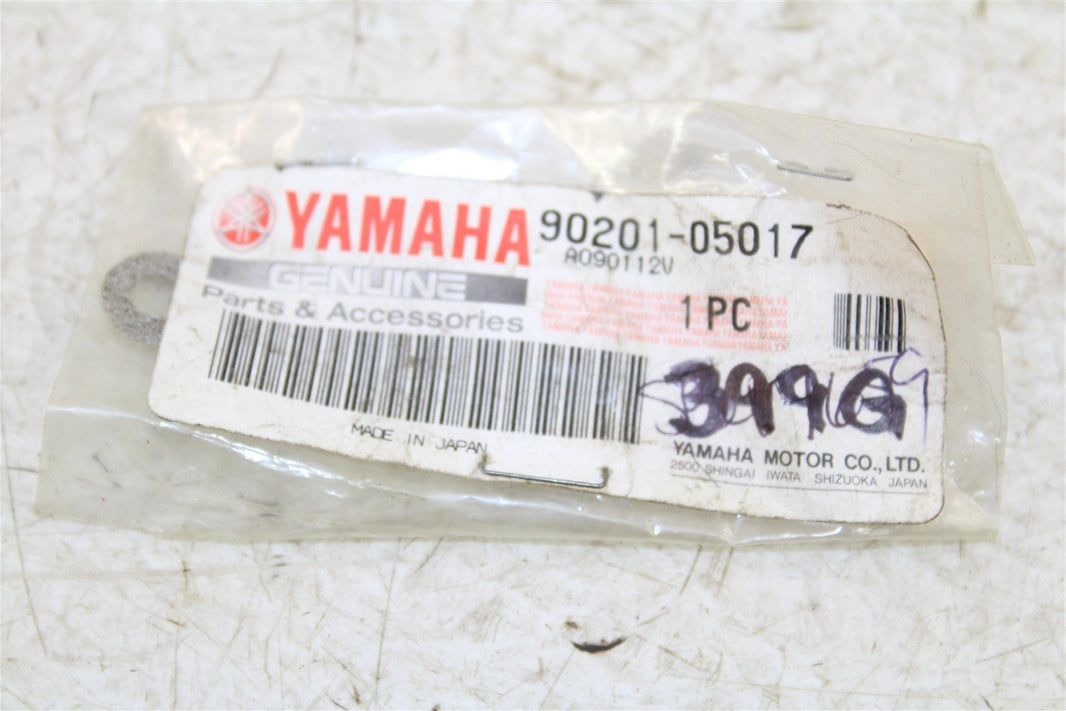 YAMAHA 90201-05017
A090112V
GENUINE
Parts & Accessories
1 PC
399G
MADE IN JAPAN
YAMAHA MOTOR CO., LTD.
2500 SHINGAI IWATA SHIZUOKA JAPAN